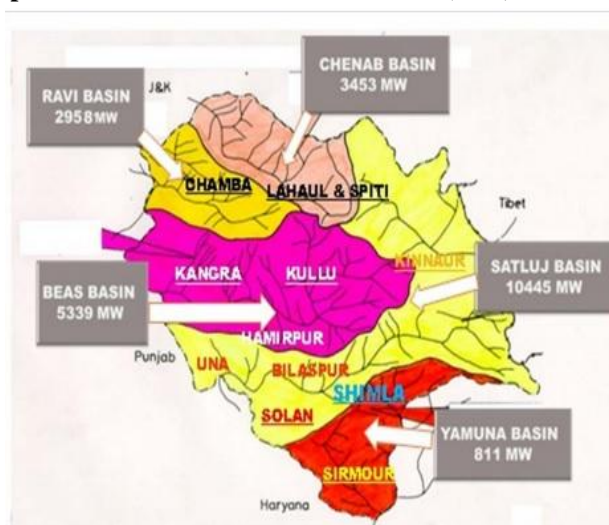 CHENAB BASIN
3453 MW
J&K
RAVI BASIN
2958 MW
CHAMBA
LAHAUL & SPITI
Tibet
KINNAUR
KANGRA
KULLU
SATLUJ BASIN
10445 MW
BEAS BASIN
5339 MW
HAMIRPUR
Punjab
UNA
BILASPUR
SHIMLA
SOLAN
YAMUNA BASIN
811 MW
SIRMOUR
Haryana